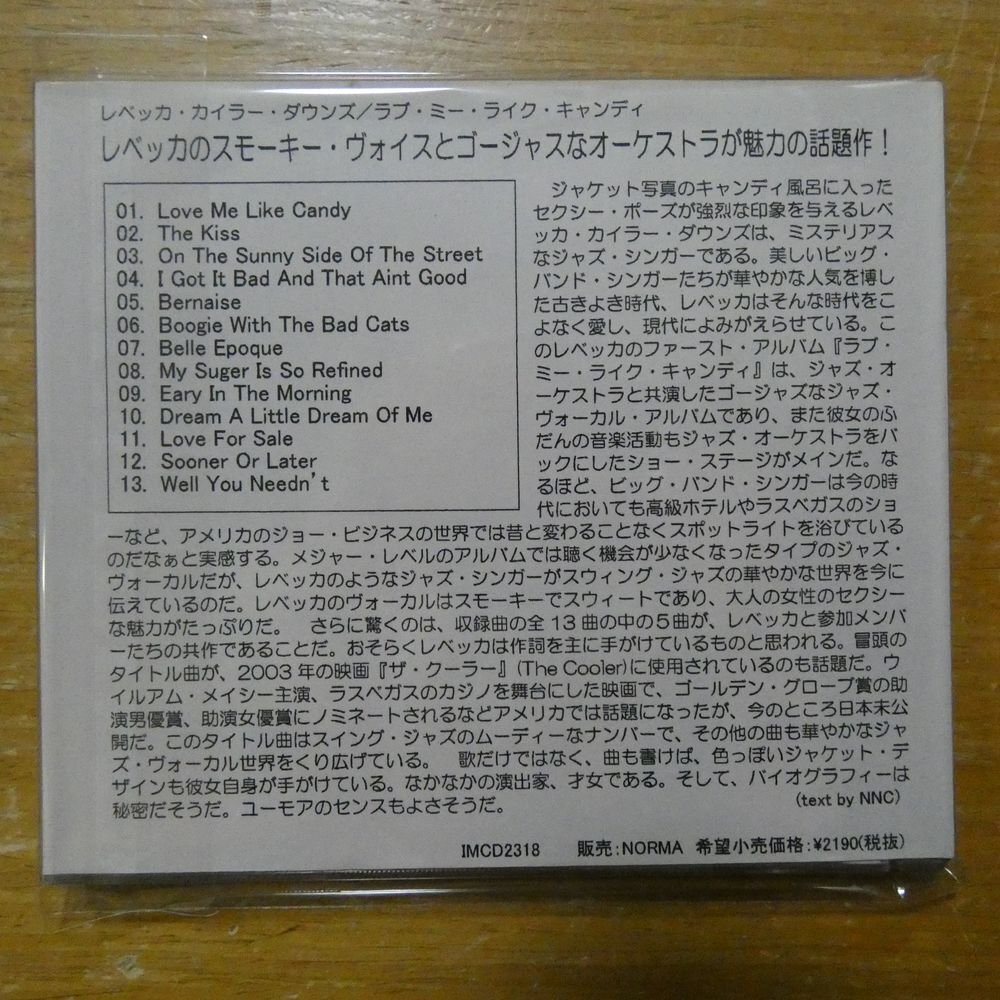 レベッカ・カイラー・ダウンズ／ラブ・ミー・ライク・キャンディ
レベッカのスモーキー・ヴォイスとゴージャスなオーケストラが魅力の話題作！
01. Love Me Like Candy
02. The Kiss
03. On The Sunny Side Of The Street
04. I Got It Bad And That Aint Good
05. Bernaise
06. Boogie With The Bad Cats
07. Belle Epoque
08. My Suger Is So Refined
09. Eary In The Morning
10. Dream A Little Dream Of Me
11. Love For Sale
12. Sooner Or Later
13. Well You Needn't
ジャケット写真のキャンディ風呂に入った
セクシー・ポーズが強烈な印象を与えるレベ
ッカ・カイラー・ダウンズは、ミステリアス
なジャズ・シンガーである。美しいビッグ・
バンド・シンガーたちが華やかな人気を博し
た古きよき時代、レベッカはそんな時代をこ
よなく愛し、現代によみがえらせている。こ
のレベッカのファースト・アルバム『ラブ・
ミー・ライク・キャンディ』は、ジャズ・オ
ーケストラと共演したゴージャズなジャズ・
ヴォーカル・アルバムであり、また彼女のふ
だんの音楽活動もジャズ・オーケストラをバ
ックにしたショー・ステージがメインだ。な
るほど、ビッグ・バンド・シンガーは今の時
代においても高級ホテルやラスベガスのショ
ーなど、アメリカのジョー・ビジネスの世界では昔と変わることなくスポットライトを浴びている
のだなぁと実感する。メジャー・レベルのアルバムでは聴く機会が少なくなったタイプのジャズ・
ヴォーカルだが、レベッカのようなジャズ・シンガーがスウィング・ジャズの華やかな世界を今に
伝えているのだ。レベッカのヴォーカルはスモーキーでスウィートであり、大人の女性のセクシー
な魅力がたっぷりだ。　さらに驚くのは、収録曲の全13曲の中の5曲が、レベッカと参加メンバ
ーたちの共作であることだ。おそらくレベッカは作詞を主に手がけているものと思われる。冒頭の
タイトル曲が、2003年の映画『ザ・クーラー』(The Cooler)に使用されているのも話題だ。ウ
イルアム・メイシー主演、ラスベガスのカジノを舞台にした映画で、ゴールデン・グローブ賞の助
演男優賞、助演女優賞にノミネートされるなどアメリカでは話題になったが、今のところ日本未公
開だ。このタイトル曲はスイング・ジャズのムーディーなナンバーで、その他の曲も華やかなジャ
ズ・ヴォーカル世界をくり広げている。　歌だけではなく、曲も書けば、色っぽいジャケット・デ
ザインも彼女自身が手がけている。なかなかの演出家、才女である。そして、バイオグラフィーは
秘密だそうだ。ユーモアのセンスもよさそうだ。 (text by NNC)
IMCD2318 販売：NORMA 希望小売価格：¥2190(税抜)